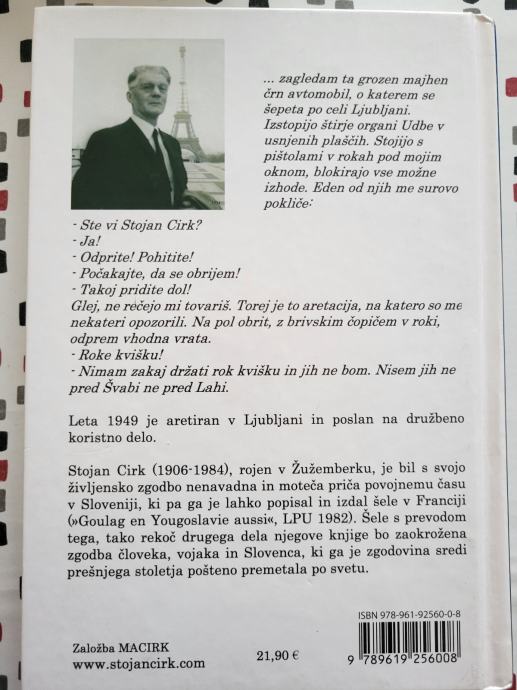 ... zagledam ta grozen majhen
črn avtomobil, o katerem se
šepeta po celi Ljubljani.
Izstopijo štirje organi Udbe v
usnjenih plaščih. Stojijo s
pištolami v rokah pod mojim
oknom, blokirajo vse možne
izhode. Eden od njih me surovo
pokliče:
- Ste vi Stojan Cirk?
- Ja!
- Odprite! Pohitite!
- Počakajte, da se obrijem!
- Takoj pridite dol!
Glej, ne rečejo mi tovariš. Torej je to aretacija, na katero so me
nekateri opozorili. Na pol obrit, z brivskim čopičem v roki,
odprem vhodna vrata.
- Roke kvišku!
- Nimam zakaj držati rok kvišku in jih ne bom. Nisem jih ne
pred Švabi ne pred Lahi.
Leta 1949 je aretiran v Ljubljani in poslan na družbeno
koristno delo.
Stojan Cirk (1906-1984), rojen v Žužemberku, je bil s svojo
življensko zgodbo nenavadna in moteča priča povojnemu času
v Sloveniji, ki pa ga je lahko popisal in izdal šele v Franciji
(»Goulag en Yougoslavie aussi«, LPU 1982). Šele s prevodom
tega, tako rekoč drugega dela njegove knjige bo zaokrožena
zgodba človeka, vojaka in Slovenca, ki ga je zgodovina sredi
prešnjega stoletja pošteno premetala po svetu.
ISBN 978-961-92560-0-8
Založba MACIRK
www.stojancirk.com
21,90 €
9 789619 256008